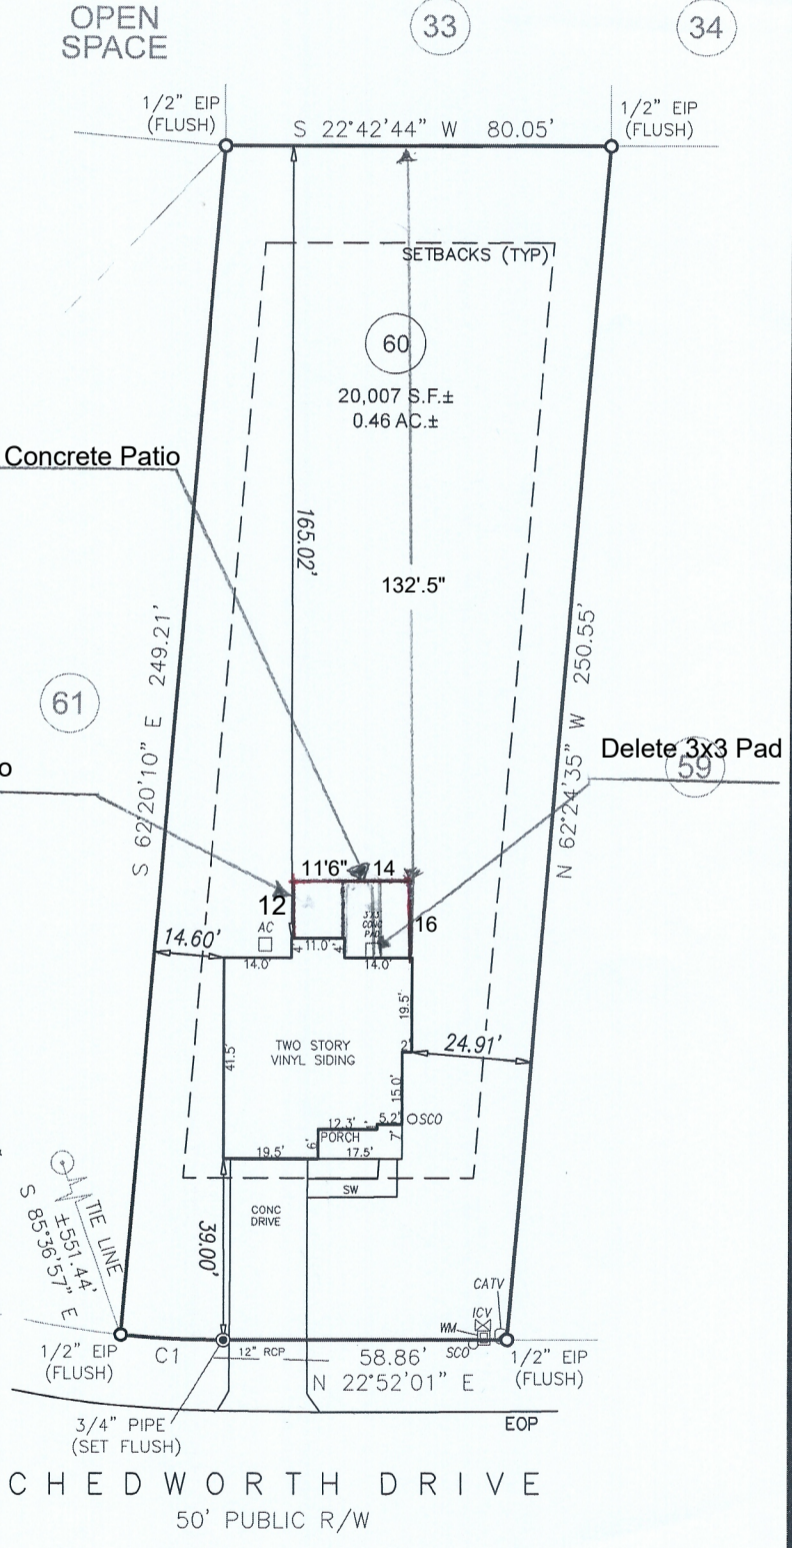 OPEN
SPACE
33
34
1/2" EIP
(FLUSH)
1/2" EIP
(FLUSH)
S 22°42'44" W 80.05'
SETBACKS (TYP)
60
20,007 S.F.±
0.46 AC.±
Concrete Patio
165.02'
132'.5"
S 62°20'10" E 249.21'
N 62°24'35" W 250.55'
61
59
Delete 3x3 Pad
o
11'6" 14
12
16
3X3
CONC
PAD
AC
14.60'
14.0'
4'
11.0'
4'
14.0'
19.5'
TWO STORY
VINYL SIDING
41.5'
2'
24.91'
15.0'
5.2'
SCO
12.3'
1'
PORCH
6'
7'
19.5'
17.5'
SW
CONC
DRIVE
39.00'
TIE LINE
±551.44'
S 85°36'57" E
CATV
ICV
WM
SCO
1/2" EIP
(FLUSH)
C1
12" RCP
58.86'
N 22°52'01" E
1/2" EIP
(FLUSH)
3/4" PIPE
(SET FLUSH)
EOP
CHEDWORTH DRIVE
50' PUBLIC R/W